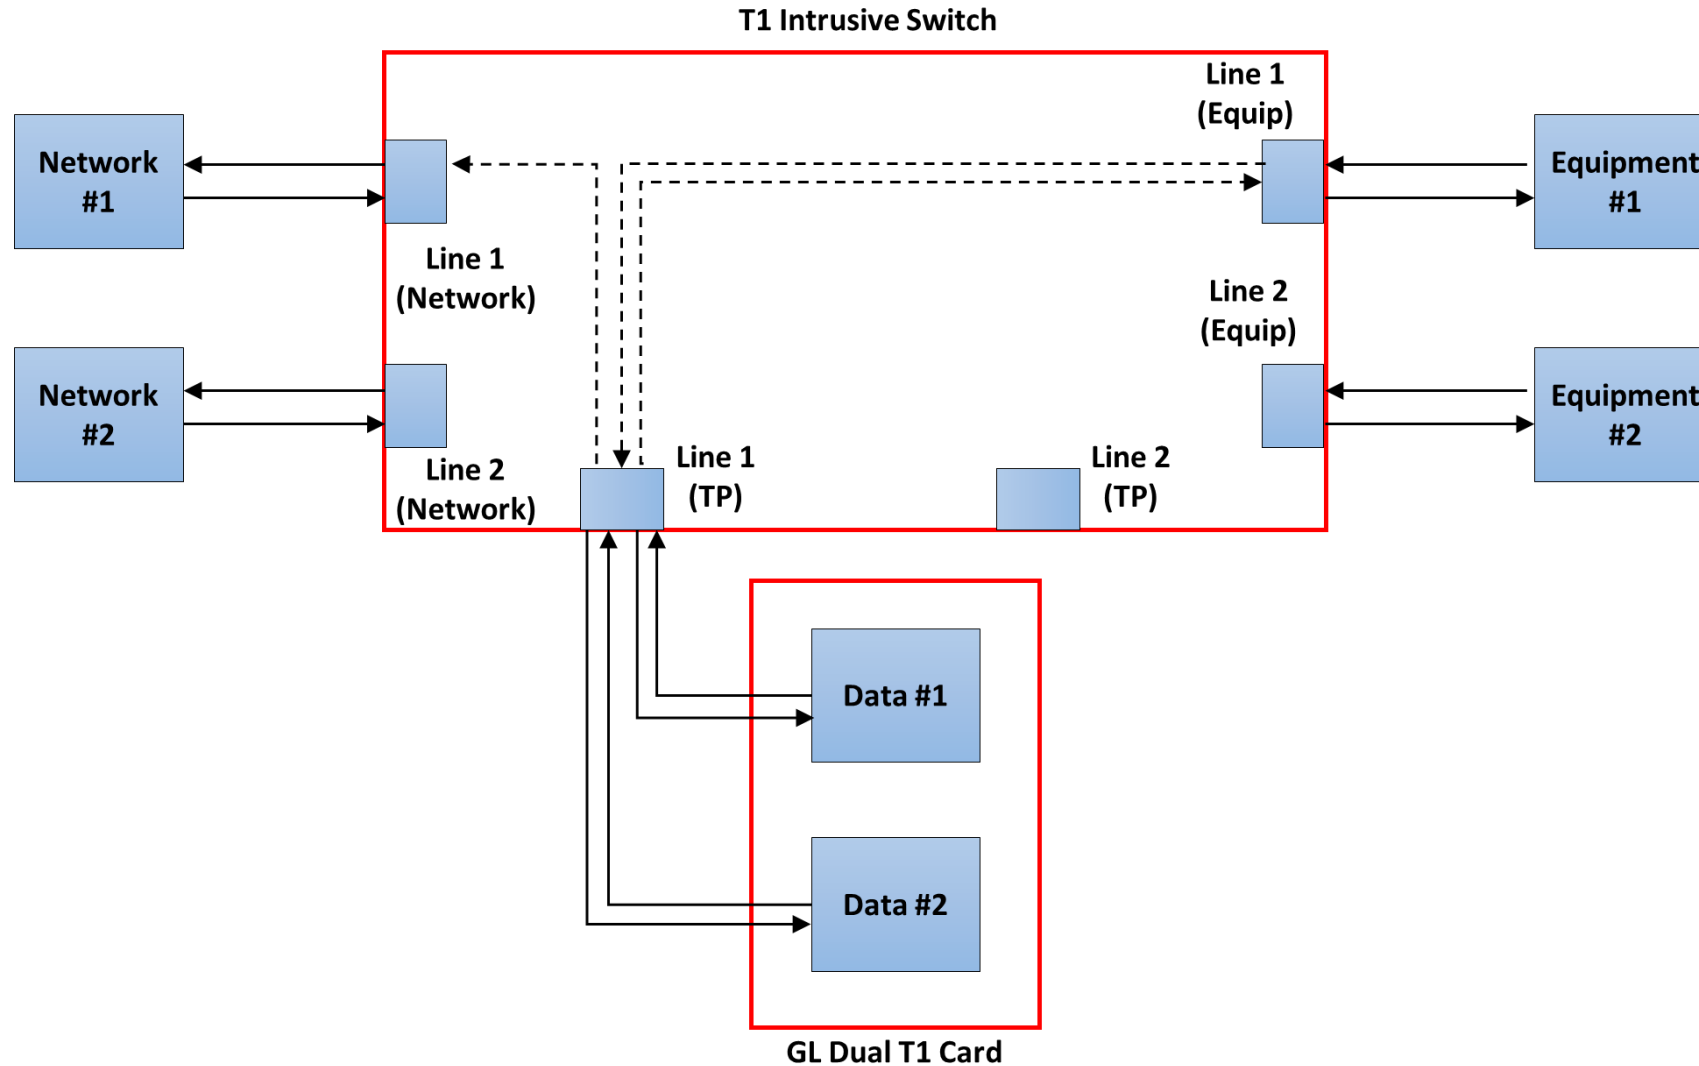 T1 Intrusive Switch
Line 1
(Equip)
Network
#1
Equipment
#1
Line 1
(Network)
Line 2
(Equip)
Network
#2
Equipment
#2
Line 2
(Network)
Line 1
(TP)
Line 2
(TP)
Data #1
Data #2
GL Dual T1 Card